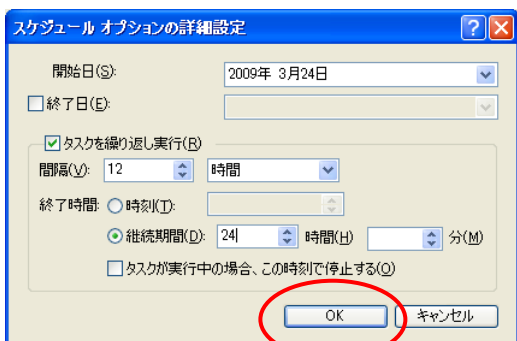 スケジュール オプションの詳細設定
開始日(S): 2009年 3月24日
終了日(E):
タスクを繰り返し実行(R)
間隔(V): 12 時間
終了時間: 時刻(T):
継続期間(D): 24 時間(H) 分(M)
タスクが実行中の場合、この時刻で停止する(O)
OK キャンセル